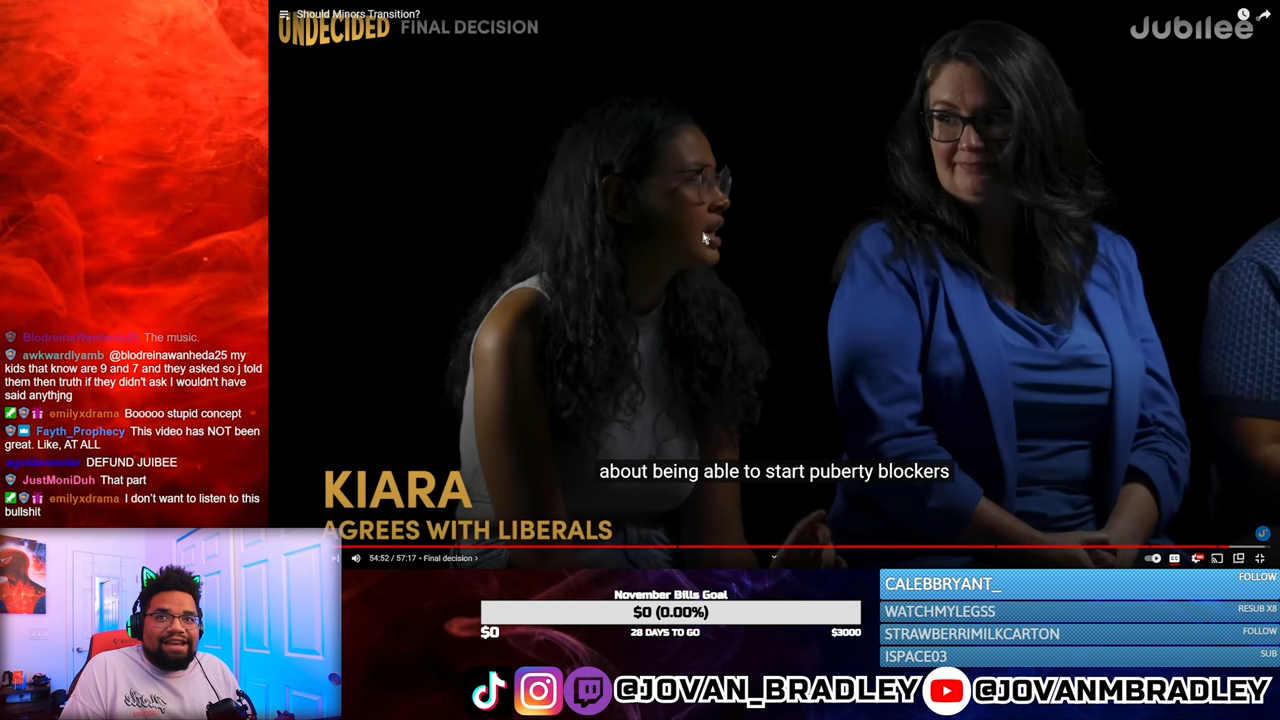 Should Minors Transition?
UNDECIDED FINAL DECISION
Jubilee
The music.
awkwardlyamb @blodreinawanheda25 my
kids that know are 9 and 7 and they asked so j told
them then truth if they didn't ask I wouldn't have
said anythjng
emilyxdrama Booooo stupid concept
Fayth_Prophecy This video has NOT been
great. Like, AT ALL
DEFUND JUIBEE
JustMoniDuh That part
emilyxdrama I don't want to listen to this
bullshit
about being able to start puberty blockers
KIARA
AGREES WITH LIBERALS
54:52 / 57:17 • Final decision ›
November Bills Goal
$0 (0.00%)
$0 28 DAYS TO GO $3000
CALEBBRYANT_ FOLLOW
WATCHMYLEGSS RESUB X8
STRAWBERRIMILKCARTON FOLLOW
ISPACE03 SUB
@JOVAN_BRADLEY @JOVANMBRADLEY